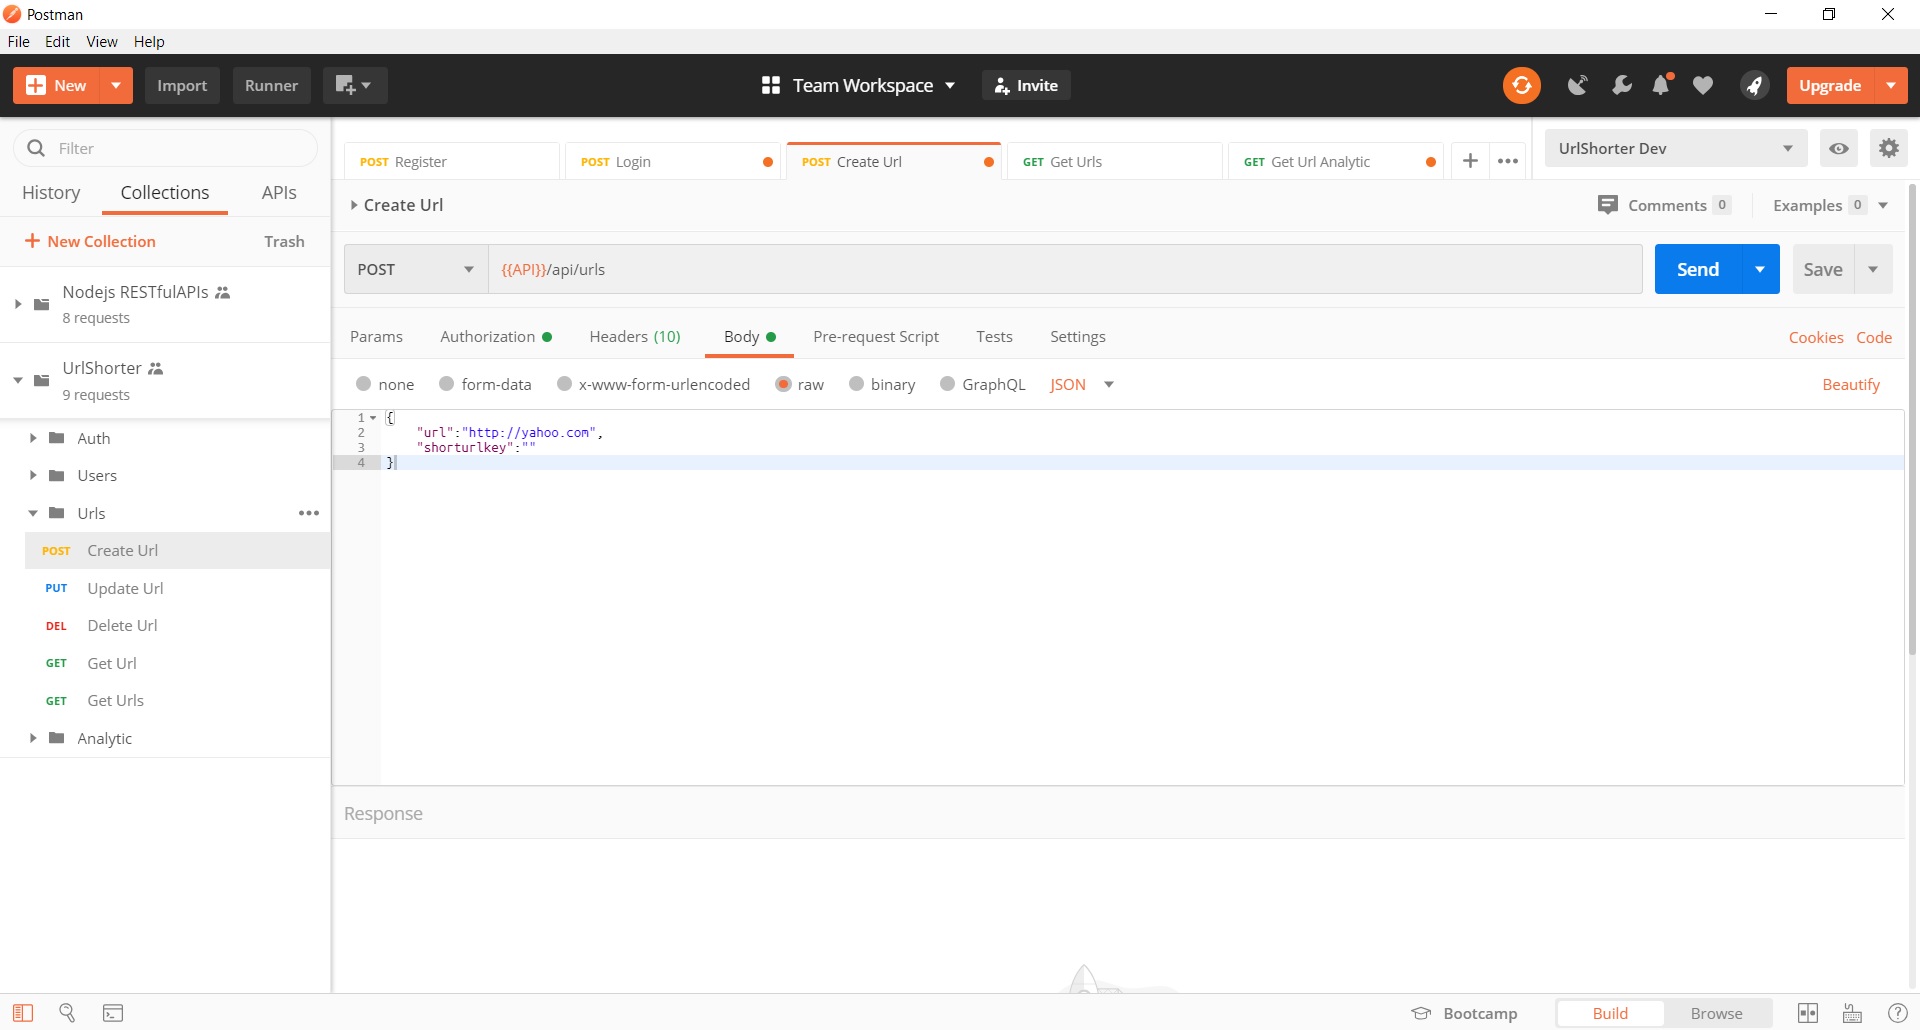 Postman
File Edit View Help
New Import Runner Team Workspace Invite Upgrade
Filter
History Collections APIs
New Collection Trash
Nodejs RESTfulAPIs
8 requests
UrlShorter
9 requests
Auth
Users
Urls
POST Create Url
PUT Update Url
DEL Delete Url
GET Get Url
GET Get Urls
Analytic
POST Register POST Login POST Create Url GET Get Urls GET Get Url Analytic UrlShorter Dev
Create Url Comments 0 Examples 0
POST {{API}}/api/urls Send Save
Params Authorization Headers (10) Body Pre-request Script Tests Settings Cookies Code
none form-data x-www-form-urlencoded raw binary GraphQL JSON Beautify
1 {
2 "url":"http://yahoo.com",
3 "shorturlkey":""
4 }
Response
Bootcamp Build Browse